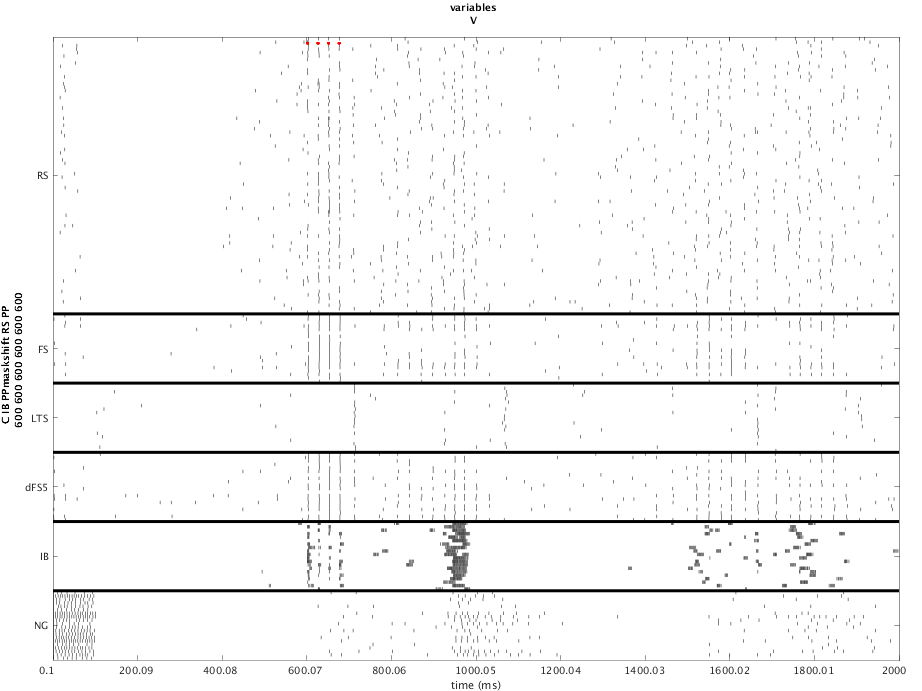 variables
V
C IB PPmaskshift RS PP
600 600 600 600 600 600 600
RS
FS
LTS
dFS5
IB
NG
0.1 200.09 400.08 600.07 800.06 1000.05 1200.04 1400.03 1600.02 1800.01 2000
time (ms)